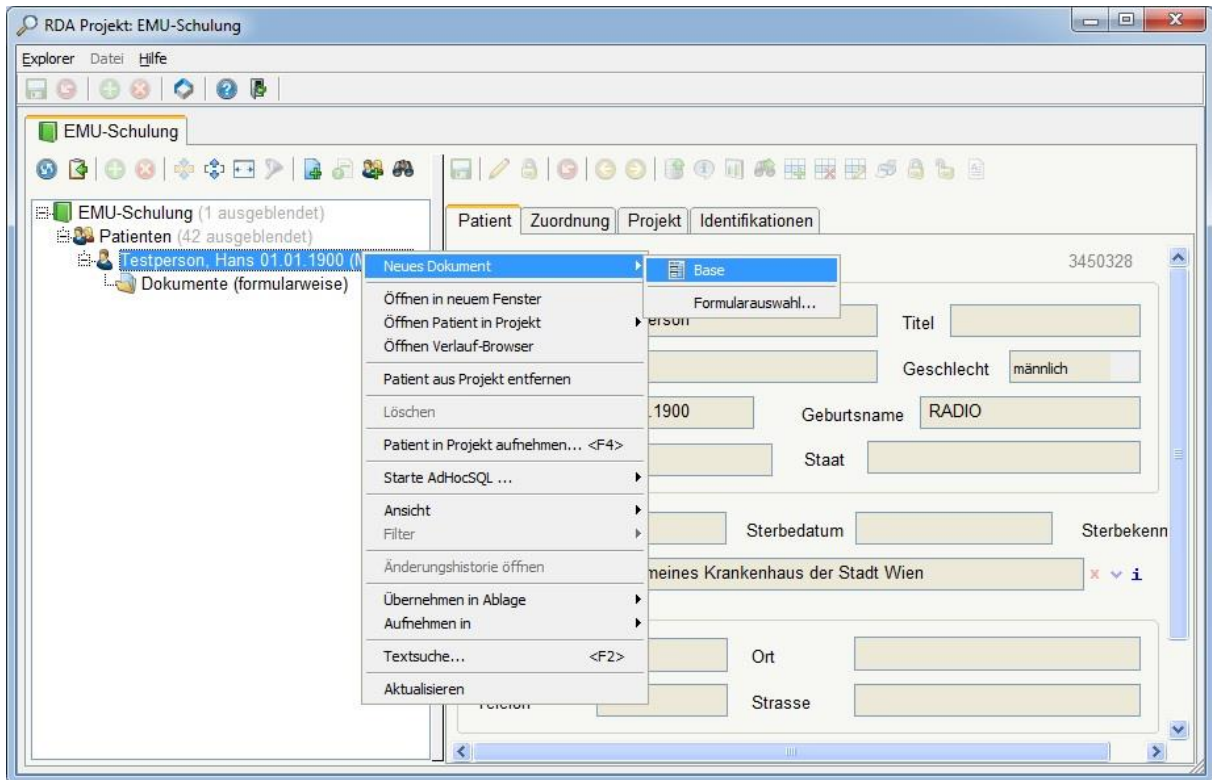 RDA Projekt: EMU-Schulung
Explorer Datei Hilfe
EMU-Schulung
EMU-Schulung (1 ausgeblendet)
Patienten (42 ausgeblendet)
Testperson, Hans 01.01.1900 (
Dokumente (formularweise)
Patient Zuordnung Projekt Identifikationen
3450328
Neues Dokument
Öffnen in neuem Fenster
Öffnen Patient in Projekt
Öffnen Verlauf-Browser
Patient aus Projekt entfernen
Löschen
Patient in Projekt aufnehmen... <F4>
Starte AdHocSQL ...
Ansicht
Filter
Änderungshistorie öffnen
Übernehmen in Ablage
Aufnehmen in
Textsuche... <F2>
Aktualisieren
Base
Formularauswahl...
erson Titel
Geschlecht männlich
.1900 Geburtsname RADIO
Staat
Sterbedatum Sterbekenn
meines Krankenhaus der Stadt Wien x i
Ort
Telefon Strasse